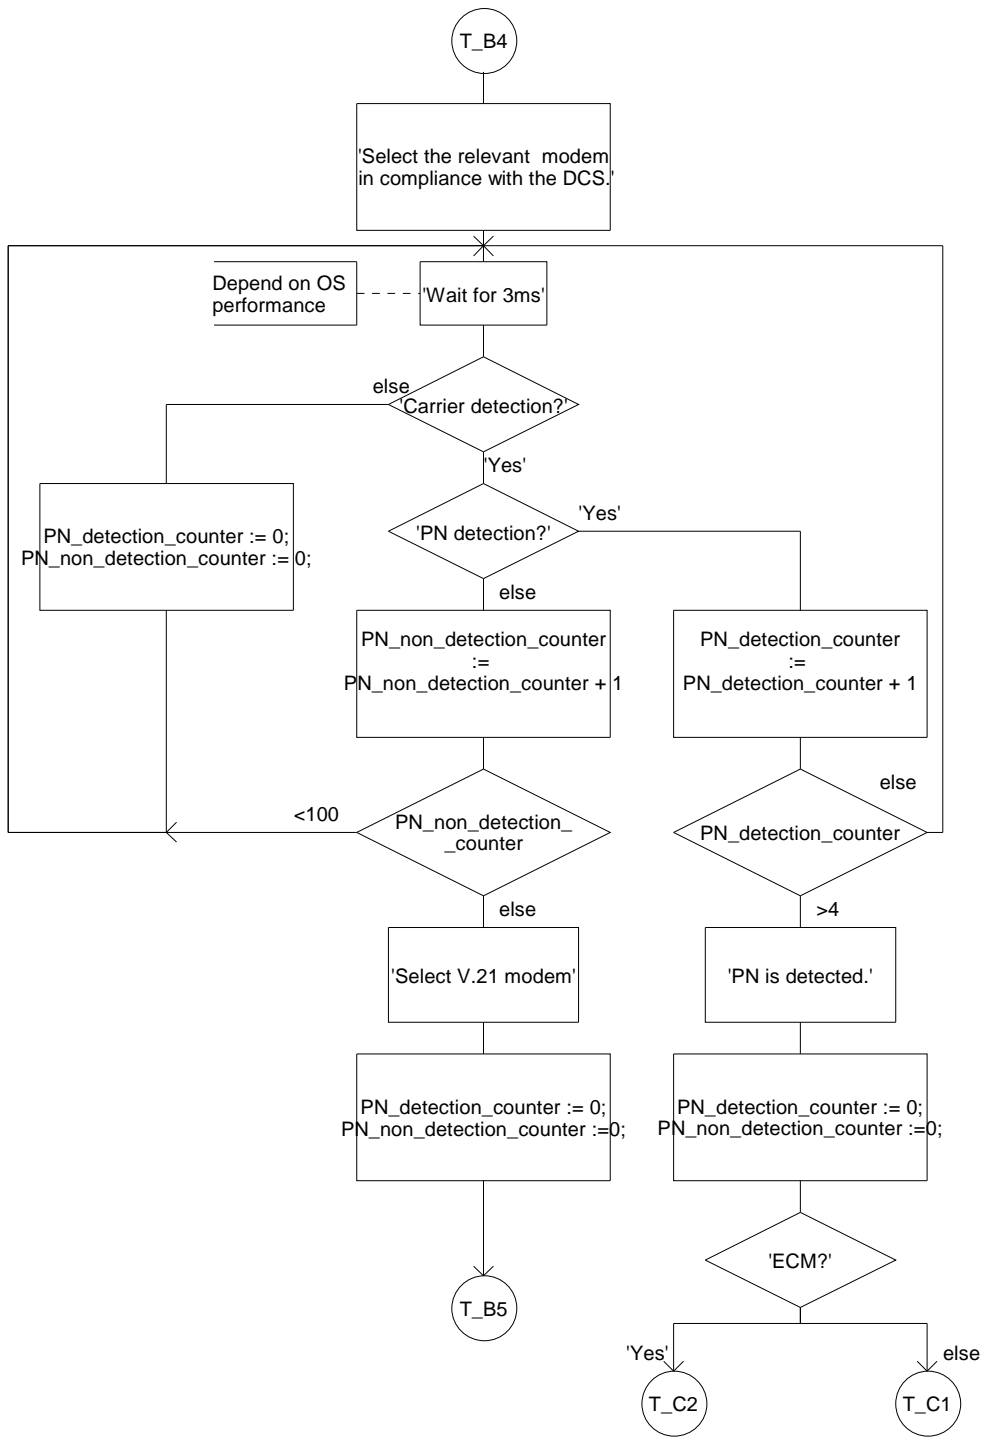 T_B4
'Select the relevant modem
in compliance with the DCS.'
Depend on OS
performance
'Wait for 3ms'
else
'Carrier detection?'
'Yes'
'PN detection?'
'Yes'
else
PN_detection_counter := 0;
PN_non_detection_counter := 0;
PN_non_detection_counter
:=
PN_non_detection_counter + 1
PN_detection_counter
:=
PN_detection_counter + 1
<100
PN_non_detection_
_counter
else
PN_detection_counter
else
>4
'Select V.21 modem'
'PN is detected.'
PN_detection_counter := 0;
PN_non_detection_counter :=0;
PN_detection_counter := 0;
PN_non_detection_counter :=0;
'ECM?'
T_B5
'Yes'
else
T_C2
T_C1